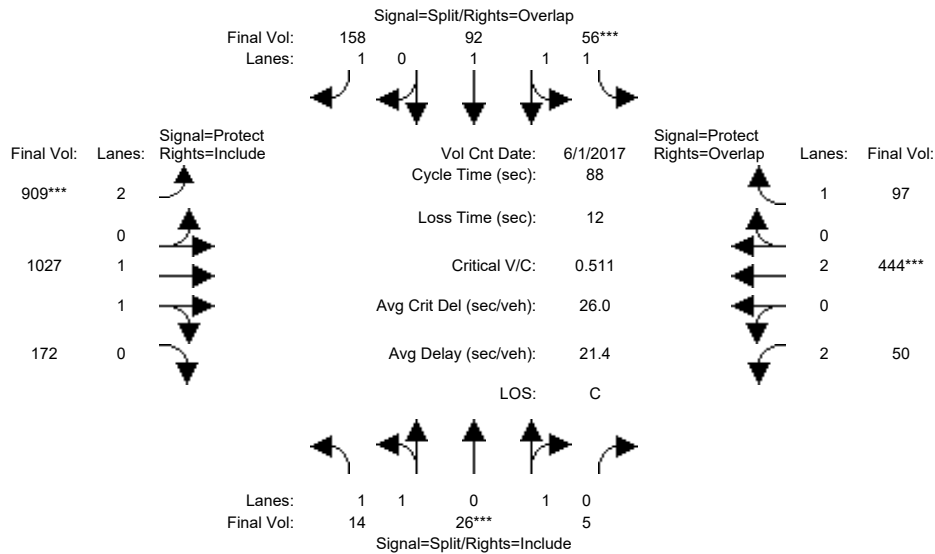 Signal=Split/Rights=Overlap
Final Vol: 158 92 56***
Lanes: 1 0 1 1 1
Signal=Protect
Final Vol: Lanes: Rights=Include
Vol Cnt Date: 6/1/2017
Signal=Protect
Rights=Overlap Lanes: Final Vol:
Cycle Time (sec): 88
909*** 2
1 97
Loss Time (sec): 12
0
0
1027 1
Critical V/C: 0.511
2 444***
1
Avg Crit Del (sec/veh): 26.0
0
172 0
Avg Delay (sec/veh): 21.4
2 50
LOS: C
Lanes: 1 1 0 1 0
Final Vol: 14 26*** 5
Signal=Split/Rights=Include